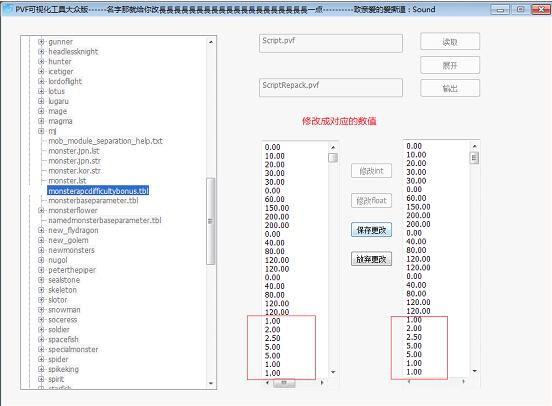 PVF可视化工具大众版------名字那就给你改長長長長長長長長長長長長長長長長長長長長一点----------致亲爱的爱撕逼：Sound
gunner
headlessknight
hunter
icetiger
lordoflight
lotus
lugaru
mage
magma
mj
mob_module_separation_help.txt
monster.jpn.lst
monster.jpn.str
monster.kor.str
monster.lst
monsterapcdifficultybonus.tbl
monsterbaseparameter.tbl
monsterflower
namedmonsterbaseparameter.tbl
new_flydragon
new_golem
newmonsters
nugol
peterthepiper
sealstone
skeleton
slotor
snowman
soceress
soldier
spacefish
specialmonster
spider
spikeking
spirit
starfish
Script.pvf
读取
展开
ScriptRepack.pvf
输出
修改成对应的数值
0.00
10.00
20.00
30.00
30.00
0.00
60.00
150.00
200.00
200.00
0.00
40.00
80.00
120.00
0.00
40.00
80.00
120.00
120.00
1.00
2.00
2.50
5.00
5.00
1.00
1.00
修改int
修改float
保存更改
放弃更改
0.00
10.00
20.00
30.00
30.00
0.00
60.00
150.00
200.00
200.00
0.00
40.00
80.00
120.00
120.00
0.00
40.00
80.00
120.00
120.00
1.00
2.00
2.50
5.00
5.00
1.00
1.00